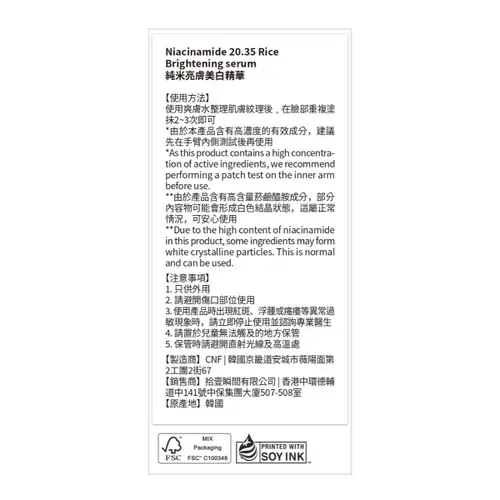 Niacinamide 20.35 Rice
Brightening serum
純米亮膚美白精華
【使用方法】
使用爽膚水整理肌膚紋理後，在臉部重複塗
抹2~3次即可
*由於本產品含有高濃度的有效成分，建議
先在手臂內側測試後再使用
*As this product contains a high concentra-
tion of active ingredients, we recommend
performing a patch test on the inner arm
before use.
**由於產品含有高含量菸鹼醯胺成分，部分
內容物可能會形成白色結晶狀態，這屬正常
情況，可安心使用
**Due to the high content of niacinamide
in this product, some ingredients may form
white crystalline particles. This is normal
and can be used.
【注意事項】
1. 只供外用
2. 請避開傷口部位使用
3. 使用產品時出現紅斑、浮腫或瘙癢等異常過
敏現象時，請立即停止使用並諮詢專業醫生
4. 請置於兒童無法觸及的地方保管
5. 保管時請避開直射光線及高溫處
【製造商】CNF | 韓國京畿道安城市薇陽面第
2工團2街67
【銷售商】拾壹瞬間有限公司 | 香港中環德輔
道中141號中保集團大廈507-508室
【原產地】韓國
FSC
MIX
Packaging
FSC™ C100345
PRINTED WITH
SOY INK